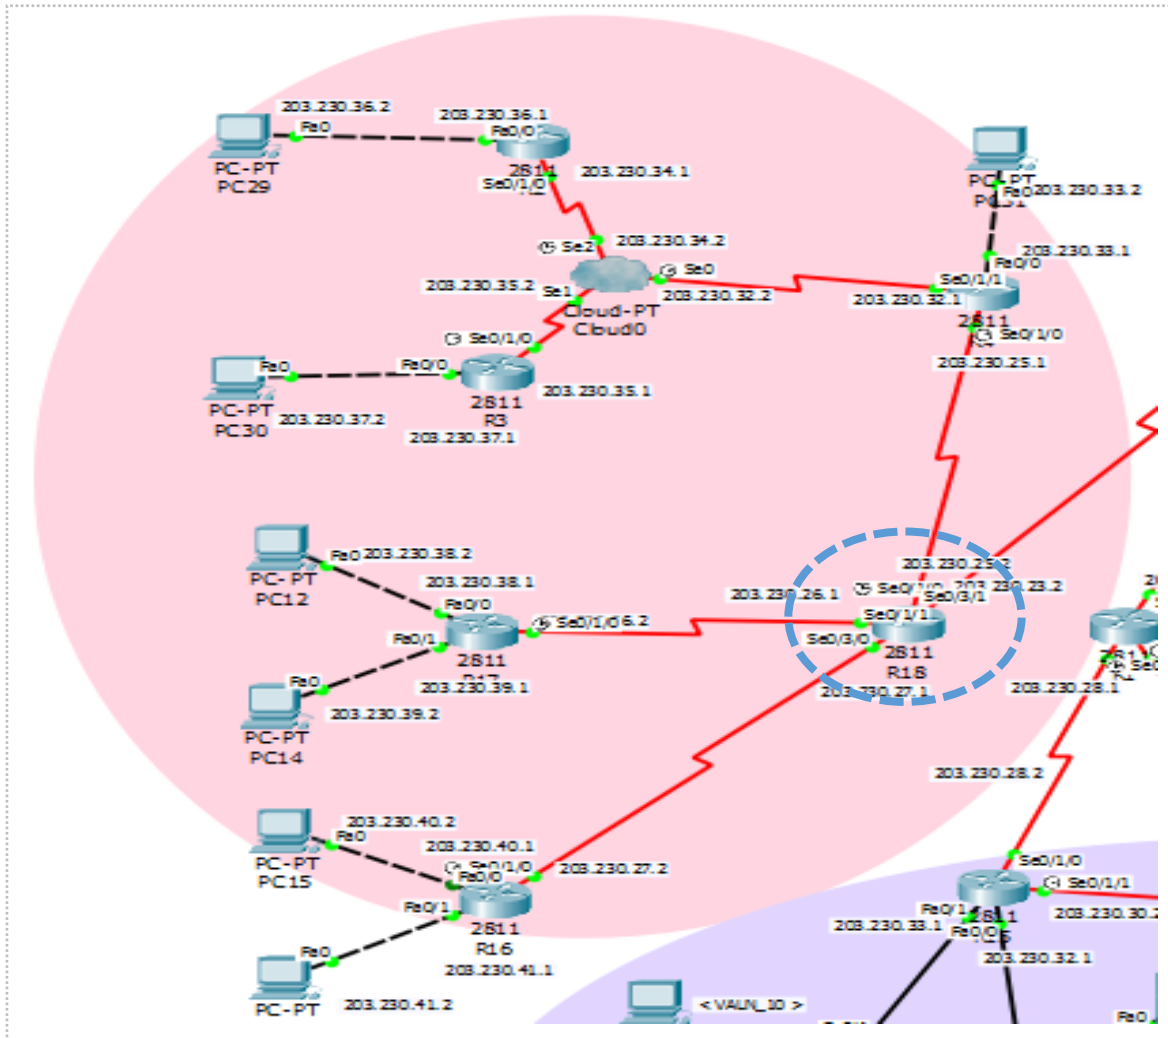 203.230.36.2
203.230.36.1
Fa0
Fa0/0
PC-PT
PC29
2811
203.230.34.1
Se0/1/0
PC-PT
Fa0
203.230.33.2
Se2
203.230.34.2
203.230.33.1
Fa0/0
Se0
203.230.35.2
Se1
203.230.32.2
Se0/1/1
203.230.32.1
Cloud-PT
Cloud0
2811
Se0/1/0
Se0/1/0
203.230.25.1
Fa0
Fa0/0
203.230.35.1
PC-PT
PC30
203.230.37.2
2811
R3
203.230.37.1
Fa0
203.230.38.2
PC-PT
PC12
203.230.38.1
Fa0/0
203.230.25.2
203.230.23.2
Se0/3/1
203.230.26.1
Se0/1/1
Fa0/1
Se0/1/0
6.2
Se0/3/0
2811
2811
R18
Fa0
203.230.39.1
203.230.27.1
203.230.28.1
203.230.39.2
PC-PT
PC14
203.230.28.2
203.230.40.2
Fa0
203.230.40.1
PC-PT
PC15
Se0/1/0
Fa0/0
203.230.27.2
Se0/1/0
Se0/1/1
Fa0/1
2811
R16
Fa0/1
2811
203.230.33.1
Fa0/0
203.230.30.2
Fa0
203.230.41.1
203.230.32.1
PC-PT
203.230.41.2
< VALN_10 >
Fa0